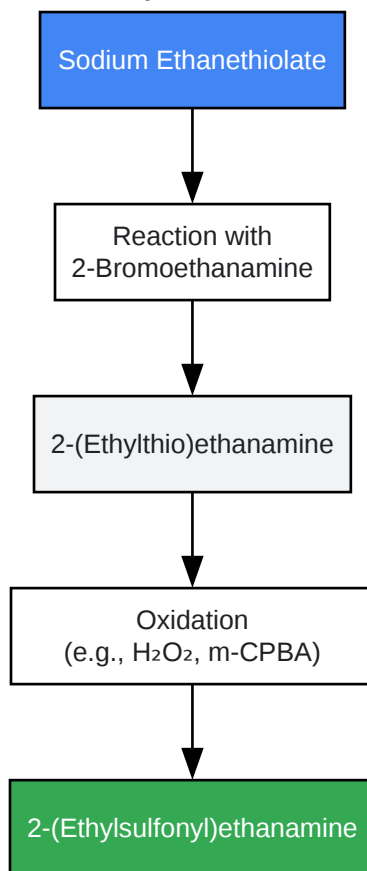 Sodium Ethanethiolate
Reaction with
2-Bromoethanamine
2-(Ethylthio)ethanamine
Oxidation
(e.g., H₂O₂, m-CPBA)
2-(Ethylsulfonyl)ethanamine